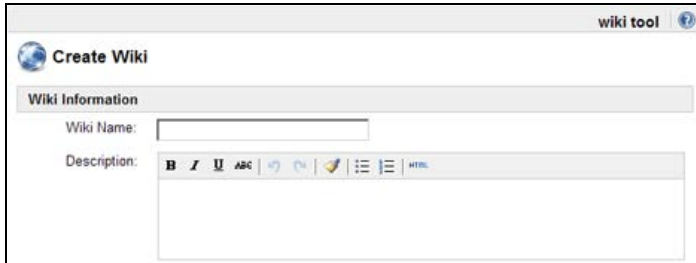 wiki tool ?
Create Wiki
Wiki Information
Wiki Name:
Description:
B I U ABC HTML